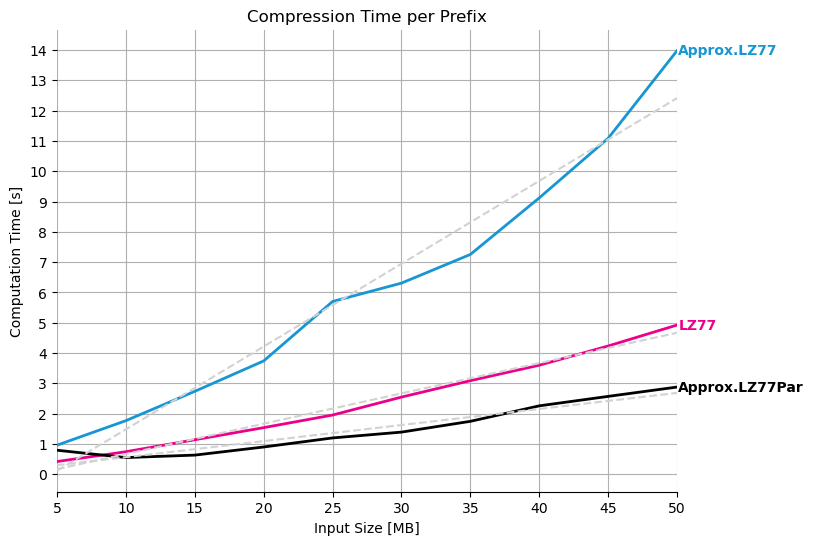 Compression Time per Prefix
14
13
12
11
10
9
8
7
6
5
4
3
2
1
0
Computation Time [s]
Approx.LZ77
LZ77
Approx.LZ77Par
5 10 15 20 25 30 35 40 45 50
Input Size [MB]